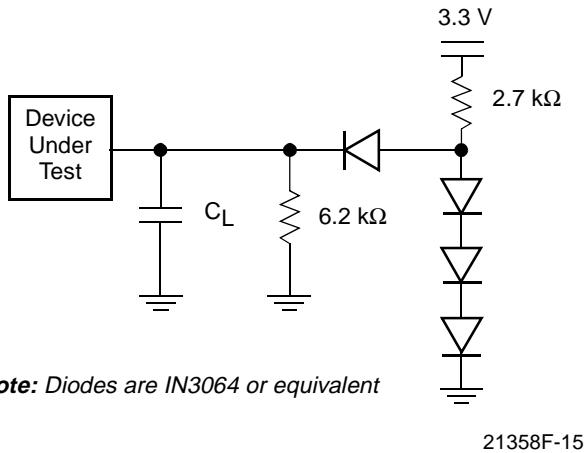 3.3 V
2.7 kΩ
Device
Under
Test
CL
6.2 kΩ
ote: Diodes are IN3064 or equivalent
21358F-15